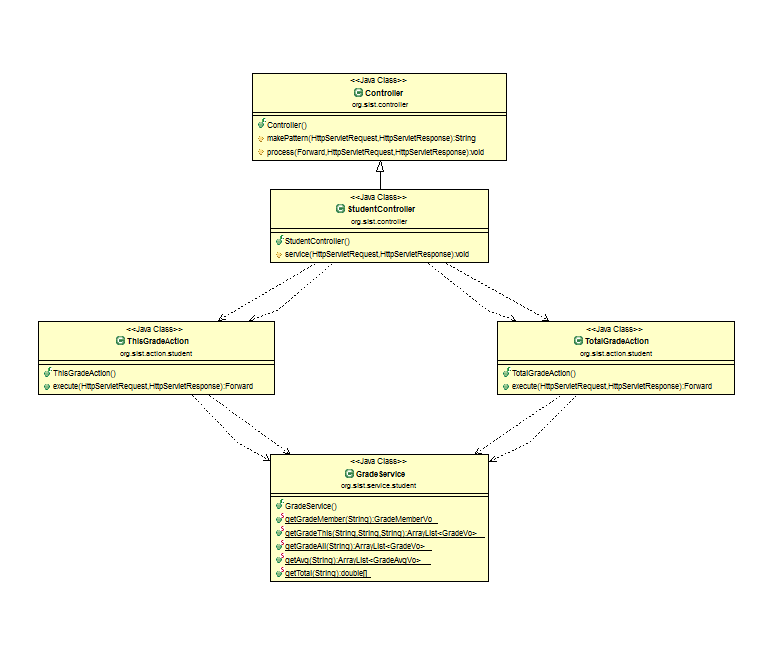 <<Java Class>>
Controller
org.sist.controller
Controller()
makePattern(HttpServletRequest,HttpServletResponse):String
process(Forward,HttpServletRequest,HttpServletResponse):void
<<Java Class>>
StudentController
org.sist.controller
StudentController()
service(HttpServletRequest,HttpServletResponse):void
<<Java Class>>
ThisGradeAction
org.sist.action.student
ThisGradeAction()
execute(HttpServletRequest,HttpServletResponse):Forward
<<Java Class>>
TotalGradeAction
org.sist.action.student
TotalGradeAction()
execute(HttpServletRequest,HttpServletResponse):Forward
<<Java Class>>
GradeService
org.sist.service.student
GradeService()
getGradeMember(String):GradeMemberVo
getGradeThis(String,String,String):ArrayList<GradeVo>
getGradeAll(String):ArrayList<GradeVo>
getAvg(String):ArrayList<GradeAvgVo>
getTotal(String):double[]